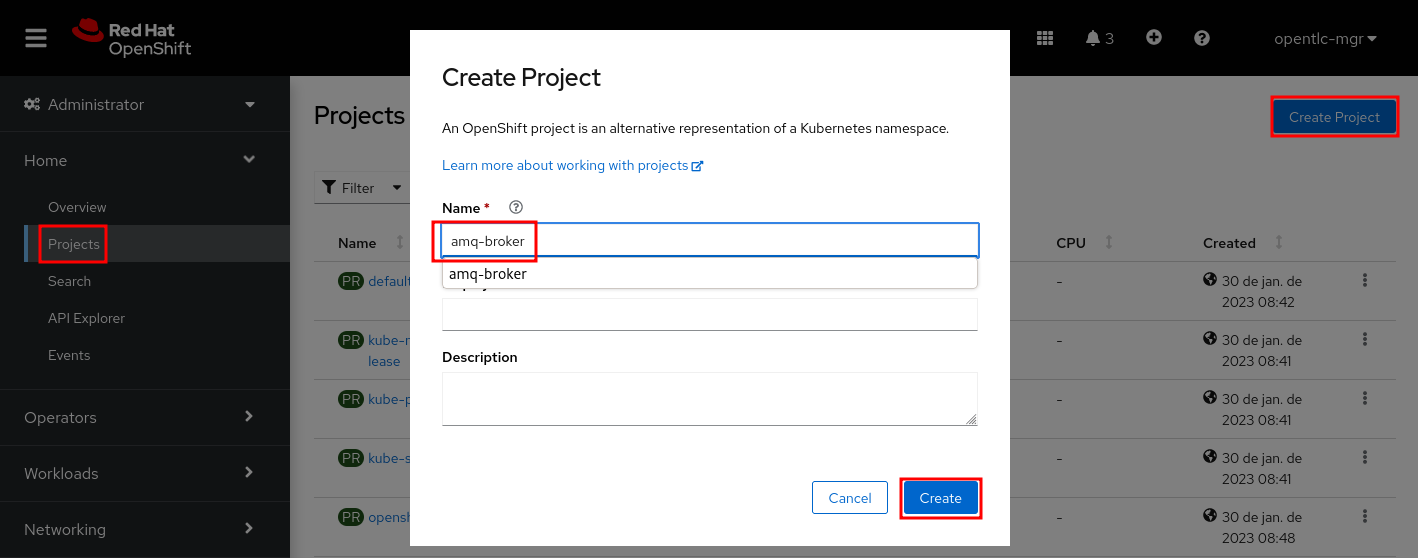 Red Hat
OpenShift
3
opentlc-mgr
Administrator
Home
Overview
Projects
Search
API Explorer
Events
Operators
Workloads
Networking
Projects
Create Project
Filter
Name
CPU
Created
PR default
-
30 de jan. de
2023 08:42
PR
lease
-
30 de jan. de
2023 08:41
PR
-
30 de jan. de
2023 08:41
PR
-
30 de jan. de
2023 08:41
PR
-
30 de jan. de
2023 08:48
Create Project
An OpenShift project is an alternative representation of a Kubernetes namespace.
Learn more about working with projects
Name *
amq-broker
amq-broker
Description
Cancel
Create